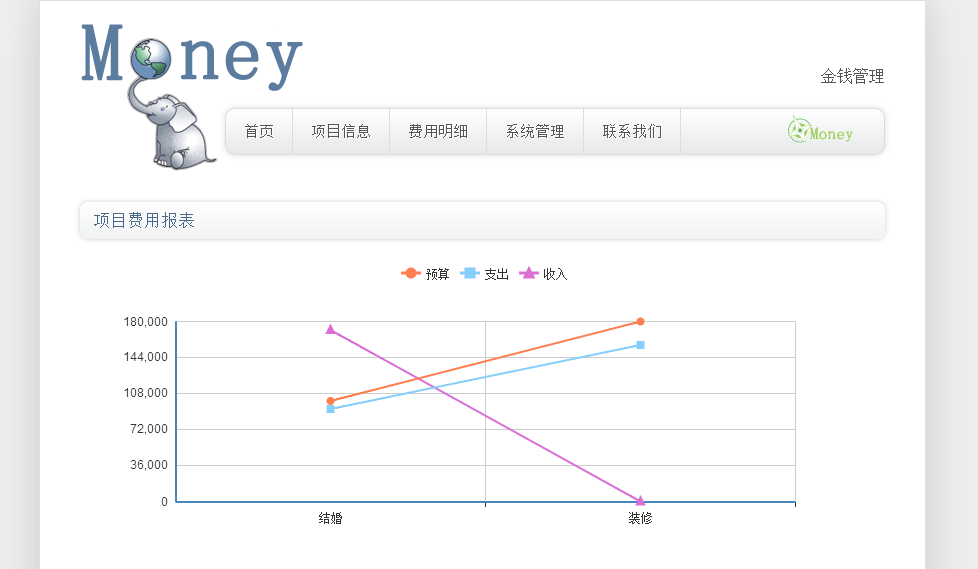 Money
金钱管理
首页 项目信息 费用明细 系统管理 联系我们 Money
项目费用报表
预算 支出 收入
180,000
144,000
108,000
72,000
36,000
0
结婚 装修